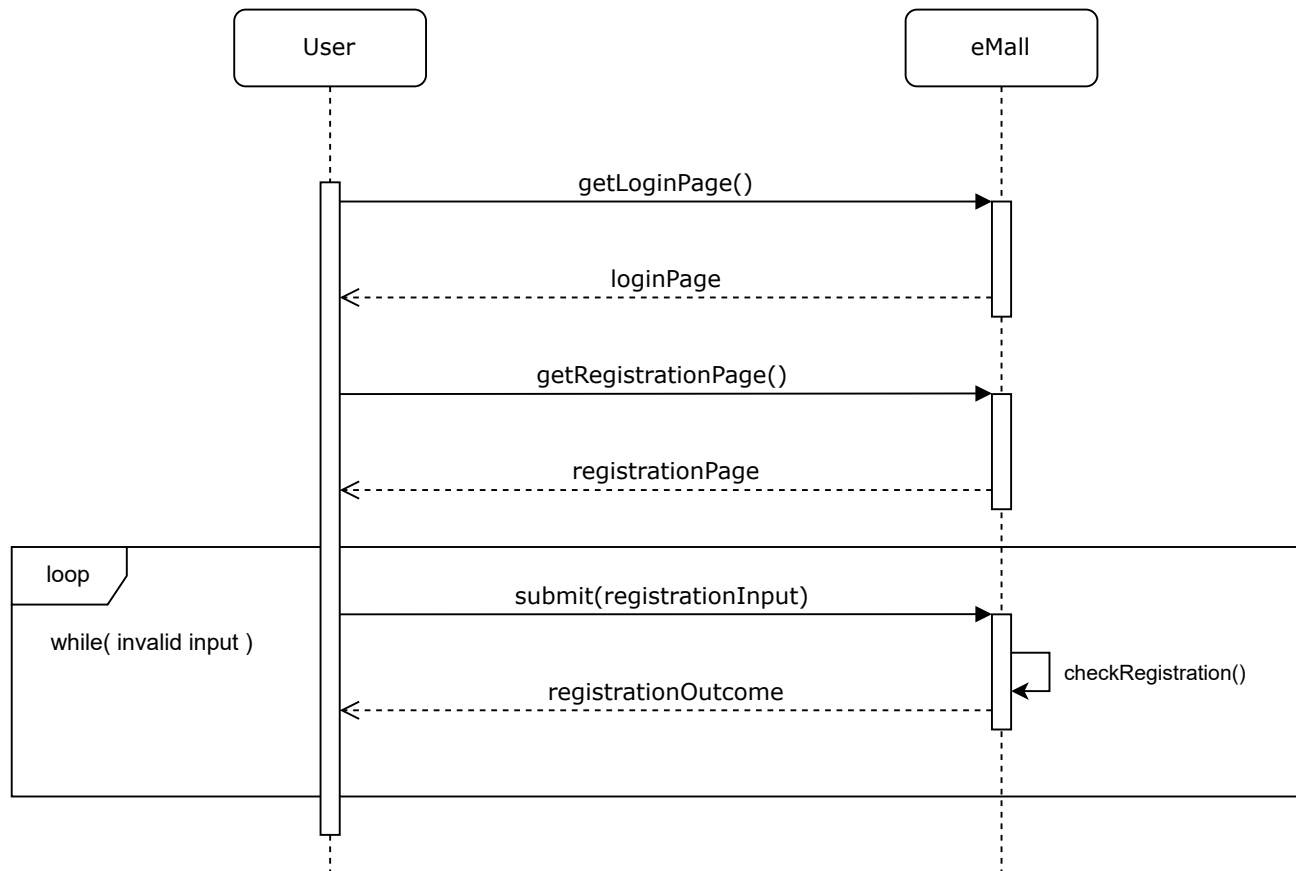 User
eMall
getLoginPage()
loginPage
getRegistrationPage()
registrationPage
loop
submit(registrationInput)
while( invalid input )
checkRegistration()
registrationOutcome